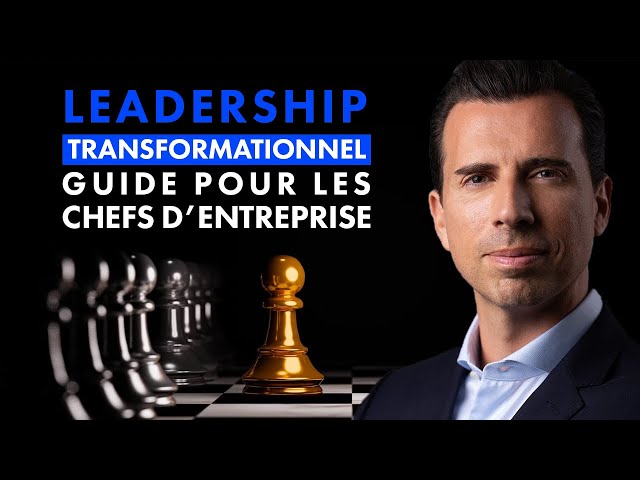 LEADERSHIP
TRANSFORMATIONNEL
GUIDE POUR LES
CHEFS D’ENTREPRISE